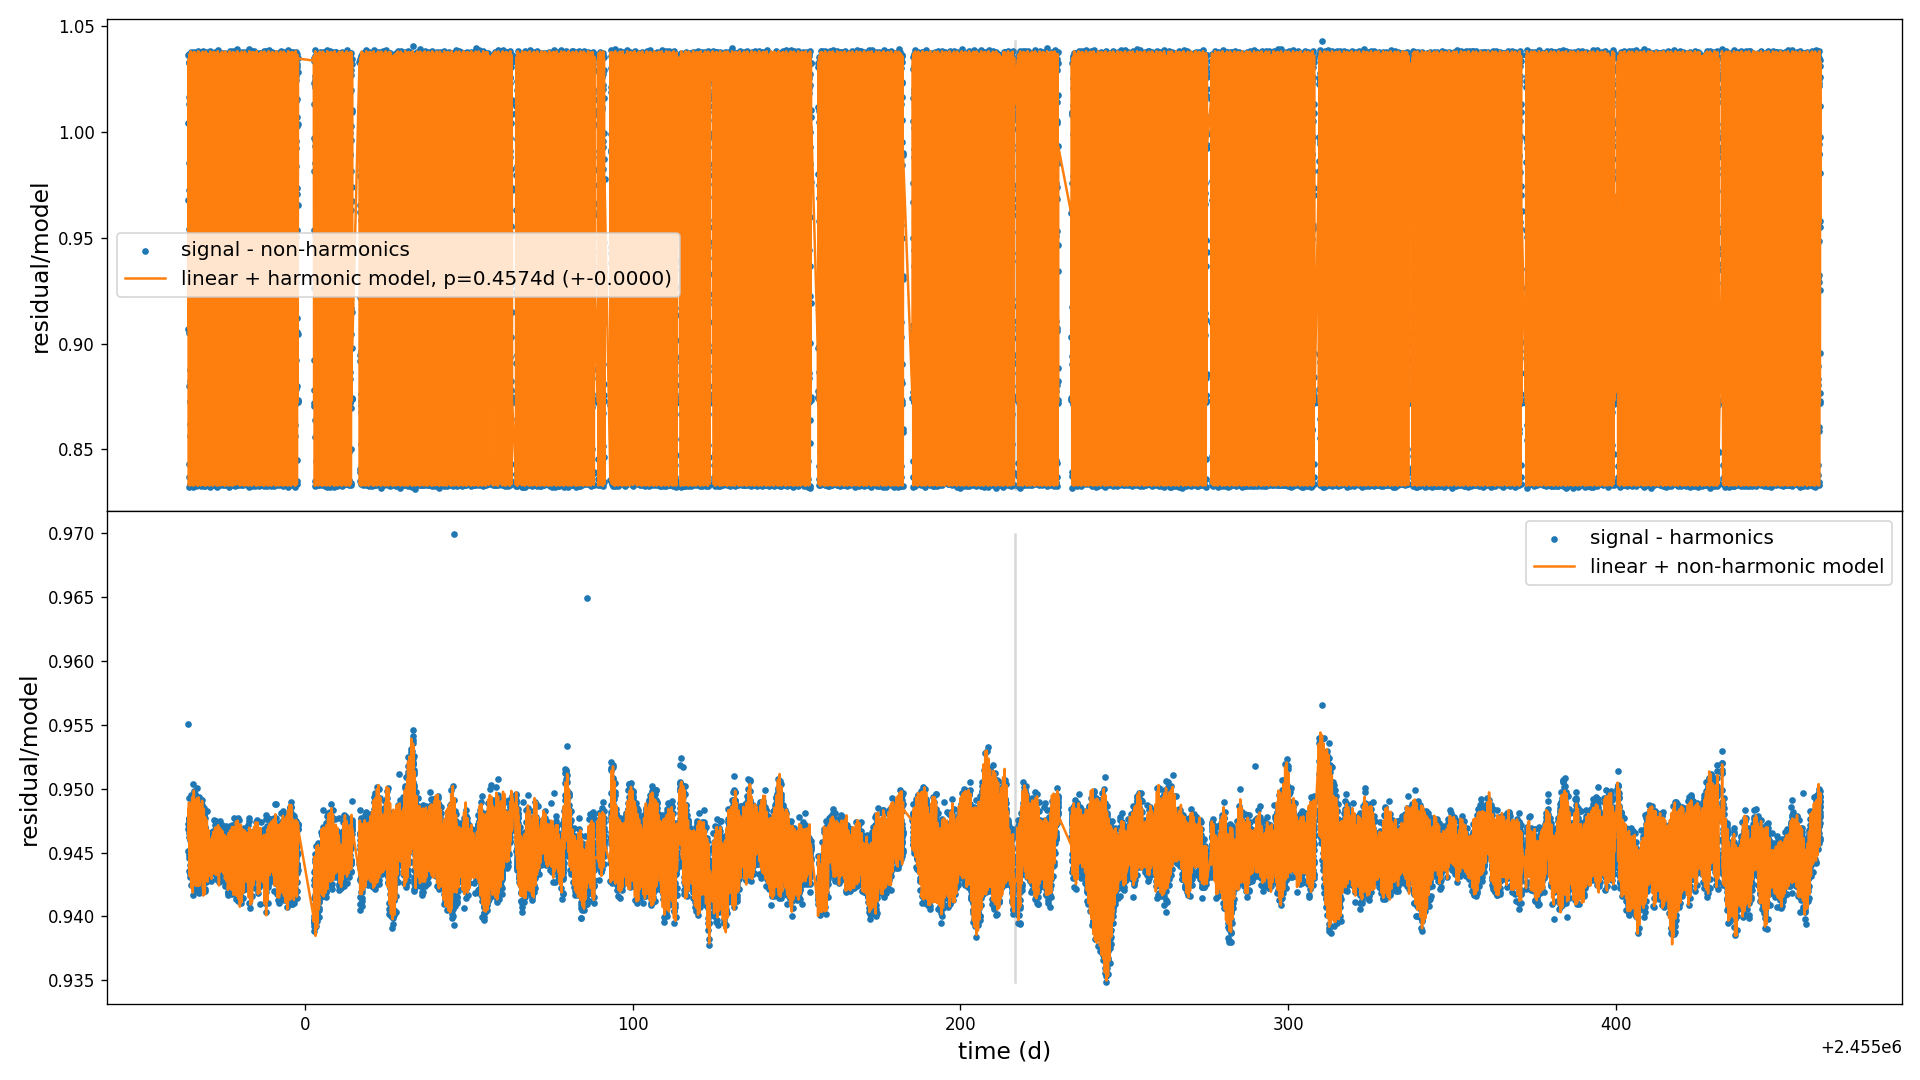 1.05
1.00
0.95
0.90
0.85
residual/model
signal - non-harmonics
linear + harmonic model, p=0.4574d (+-0.0000)
0.970
0.965
0.960
0.955
0.950
0.945
0.940
0.935
residual/model
signal - harmonics
linear + non-harmonic model
0 100 200 300 400
time (d)
+2.455e6